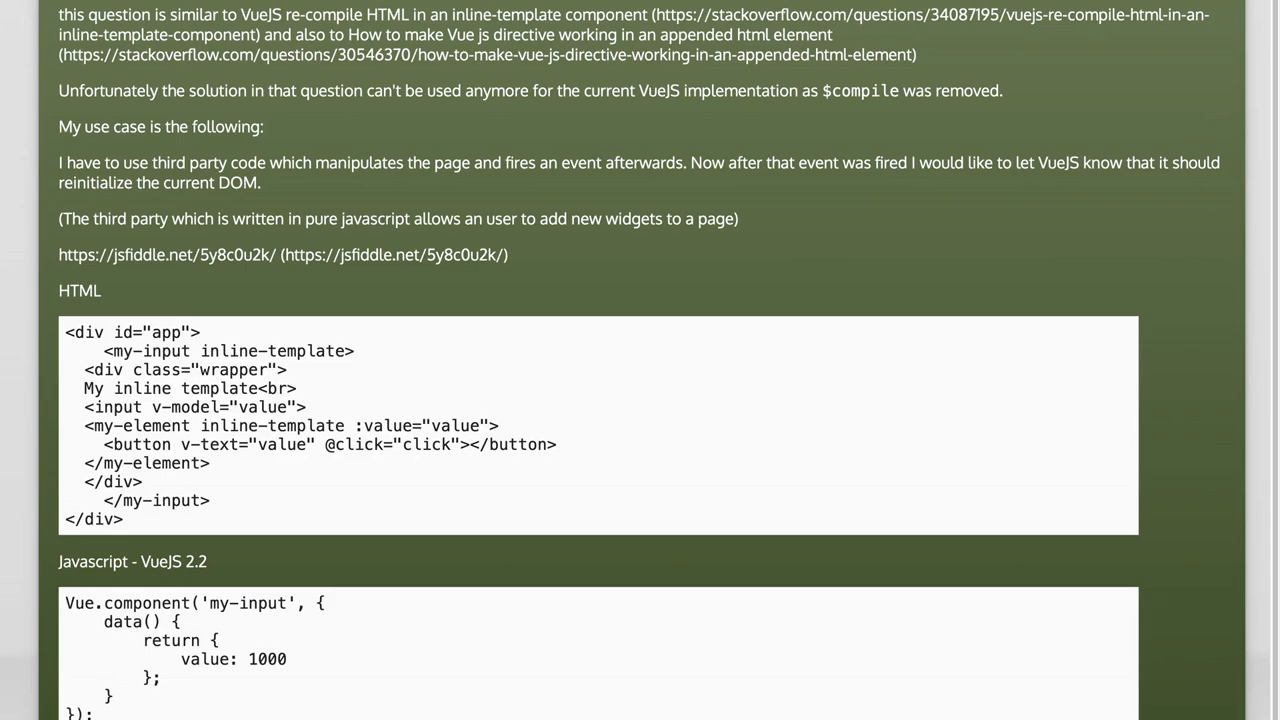 this question is similar to VueJS re-compile HTML in an inline-template component (https://stackoverflow.com/questions/34087195/vuejs-re-compile-html-in-an-
inline-template-component) and also to How to make Vue js directive working in an appended html element
(https://stackoverflow.com/questions/30546370/how-to-make-vue-js-directive-working-in-an-appended-html-element)
Unfortunately the solution in that question can't be used anymore for the current VueJS implementation as $compile was removed.
My use case is the following:
I have to use third party code which manipulates the page and fires an event afterwards. Now after that event was fired I would like to let VueJS know that it should
reinitialize the current DOM.
(The third party which is written in pure javascript allows an user to add new widgets to a page)
https://jsfiddle.net/5y8c0u2k/ (https://jsfiddle.net/5y8c0u2k/)
HTML
<div id="app">
    <my-input inline-template>
  <div class="wrapper">
  My inline template<br>
  <input v-model="value">
  <my-element inline-template :value="value">
    <button v-text="value" @click="click"></button>
  </my-element>
  </div>
    </my-input>
</div>
Javascript - VueJS 2.2
Vue.component('my-input', {
    data() {
        return {
            value: 1000
        };
    }
});